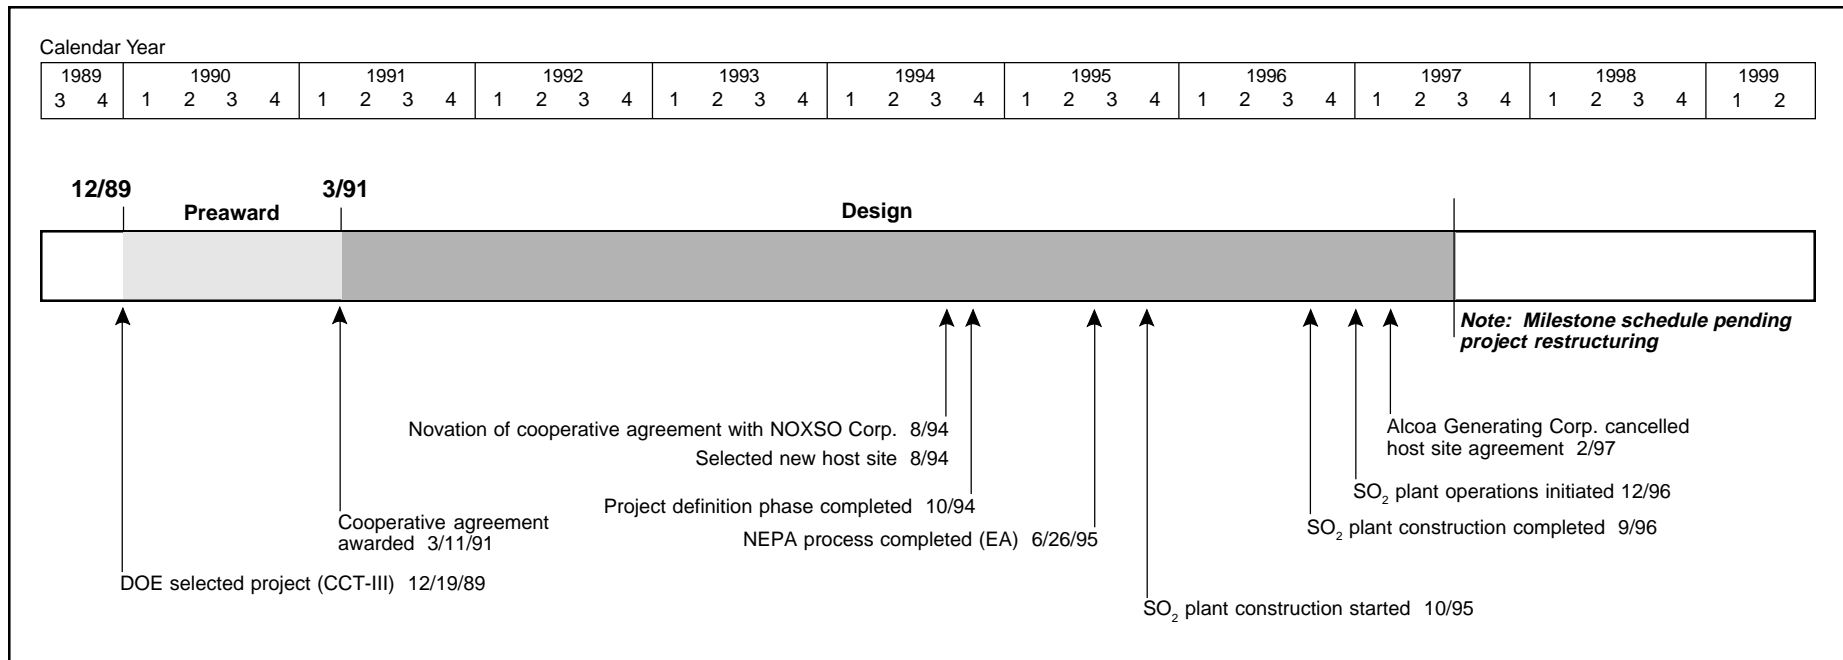 Calendar Year
1989 1990 1991 1992 1993 1994 1995 1996 1997 1998 1999
3 4 1 2 3 4 1 2 3 4 1 2 3 4 1 2 3 4 1 2 3 4 1 2 3 4 1 2 3 4 1 2 3 4 1 2 3 4 1 2
12/89 3/91
Preaward Design
Note: Milestone schedule pending
project restructuring
Novation of cooperative agreement with NOXSO Corp. 8/94
Selected new host site 8/94
Alcoa Generating Corp. cancelled
host site agreement 2/97
Project definition phase completed 10/94
SO2 plant operations initiated 12/96
Cooperative agreement
awarded 3/11/91
NEPA process completed (EA) 6/26/95
SO2 plant construction completed 9/96
DOE selected project (CCT-III) 12/19/89
SO2 plant construction started 10/95